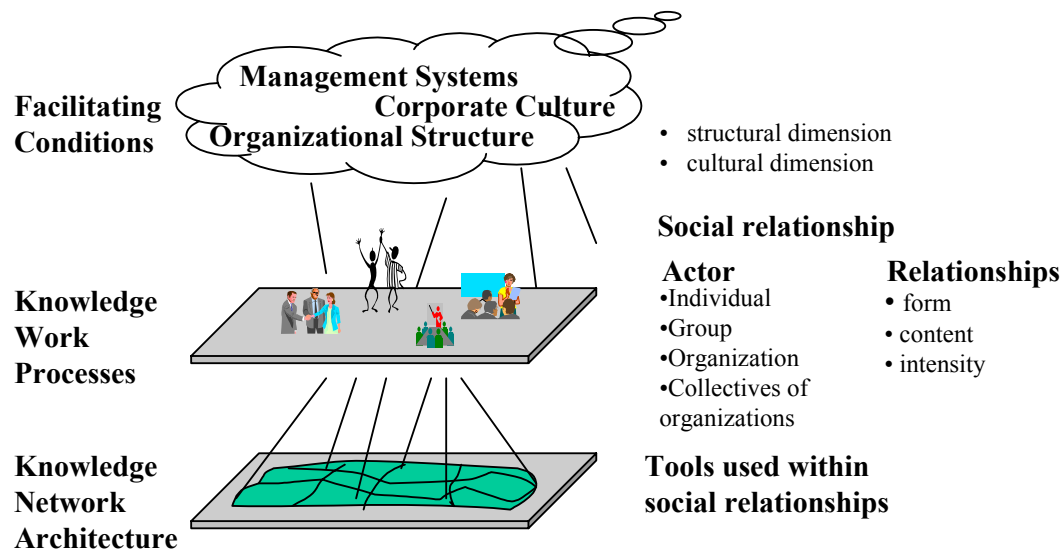 Facilitating
Conditions
Management Systems
Corporate Culture
Organizational Structure
• structural dimension
• cultural dimension
Knowledge
Work
Processes
Social relationship
Actor
•Individual
•Group
•Organization
•Collectives of
organizations
Relationships
• form
• content
• intensity
Knowledge
Network
Architecture
Tools used within
social relationships